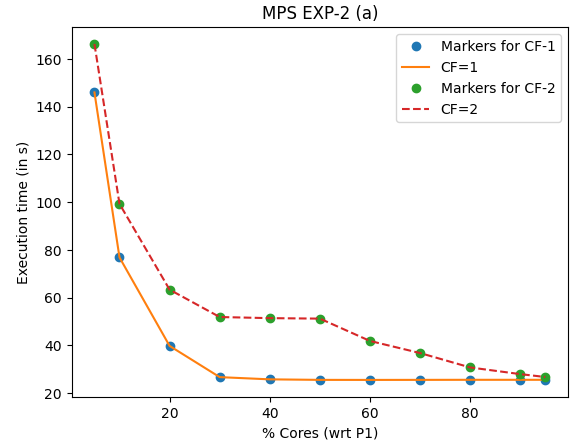 MPS EXP-2 (a)
Markers for CF-1
CF=1
Markers for CF-2
CF=2
Execution time (in s)
160
140
120
100
80
60
40
20
20 40 60 80
% Cores (wrt P1)